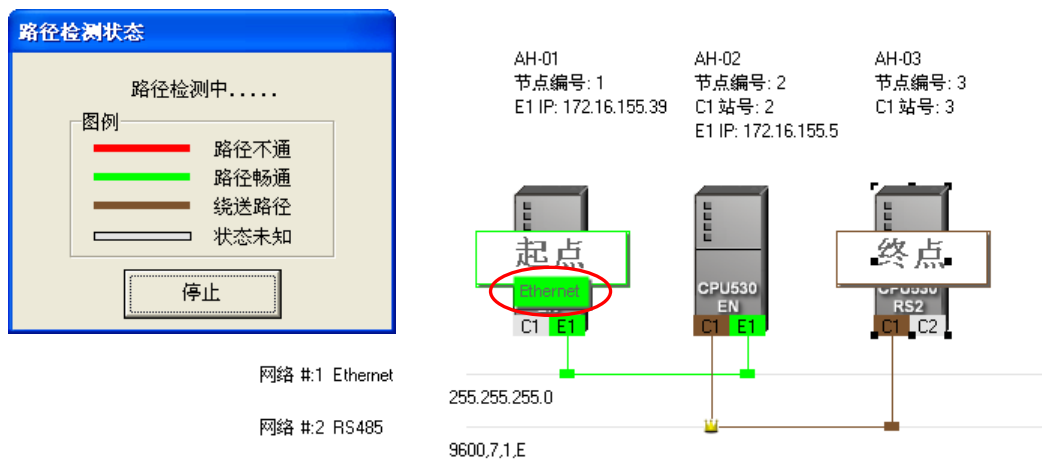 路径检测状态
路径检测中.....
图例
路径不通
路径畅通
绕送路径
状态未知
停止
AH-01
节点编号: 1
E1 IP: 172.16.155.39
AH-02
节点编号: 2
C1 站号: 2
E1 IP: 172.16.155.5
AH-03
节点编号: 3
C1 站号: 3
起点
Ethernet
C1 E1
CPU530
EN
C1 E1
终点
CPU530
RS2
C1 C2
网络 #:1 Ethernet
255.255.255.0
网络 #:2 RS485
9600,7,1,E